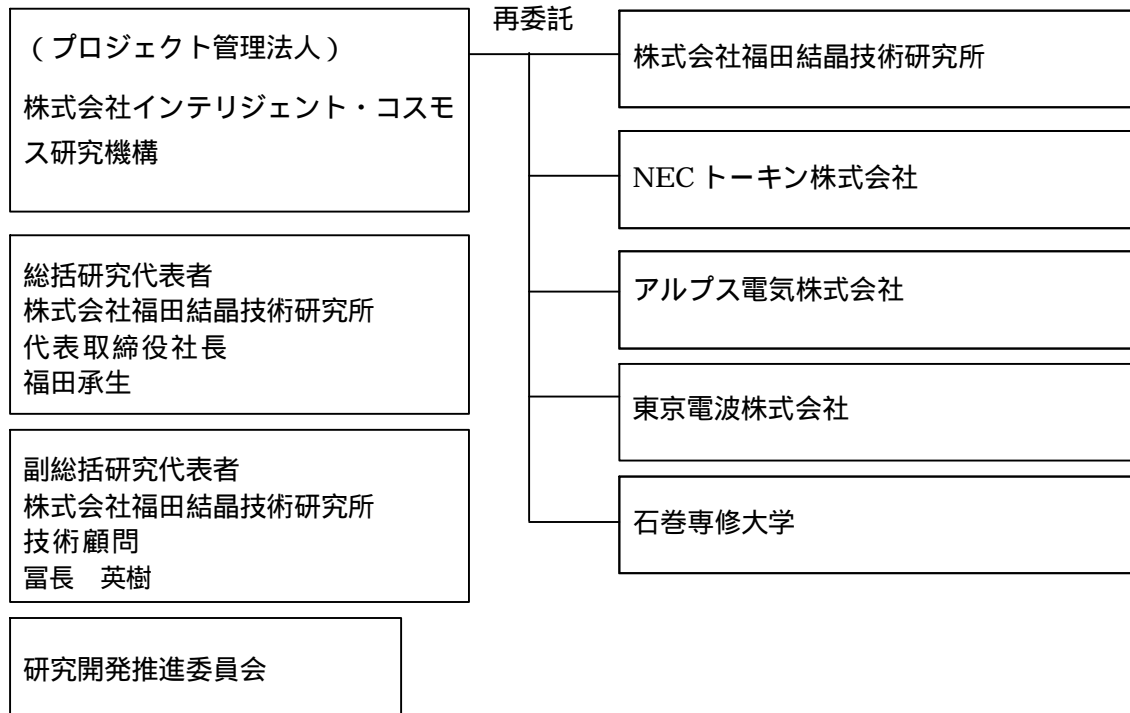 (プロジェクト管理法人)
株式会社インテリジェント・コスモ
ス研究機構
総括研究代表者
株式会社福田結晶技術研究所
代表取締役社長
福田承生
副総括研究代表者
株式会社福田結晶技術研究所
技術顧問
冨長 英樹
研究開発推進委員会
再委託
株式会社福田結晶技術研究所
NECトーキン株式会社
アルプス電気株式会社
東京電波株式会社
石巻専修大学